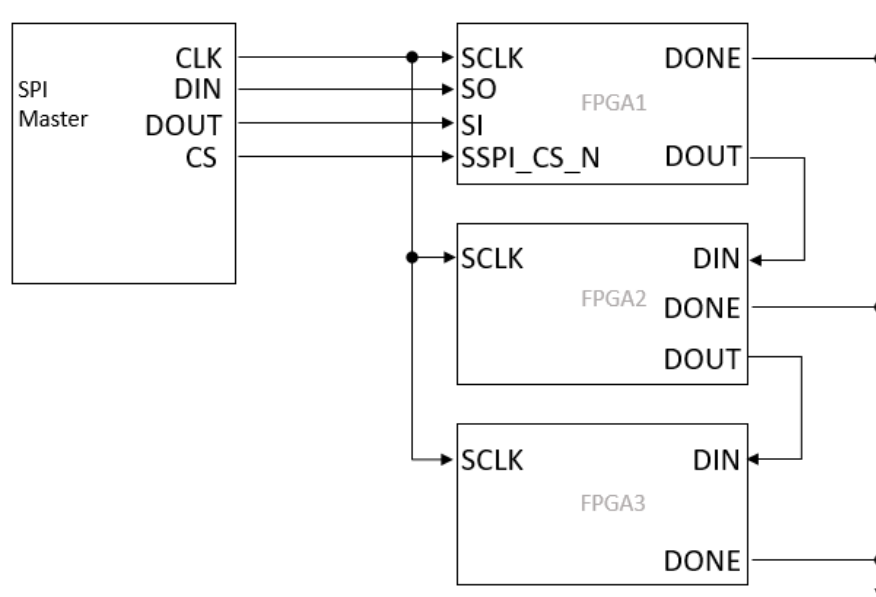 SPI
Master
CLK
DIN
DOUT
CS
SCLK
SO
SI
SSPI_CS_N
FPGA1
DONE
DOUT
SCLK
FPGA2
DIN
DONE
DOUT
SCLK
FPGA3
DIN
DONE